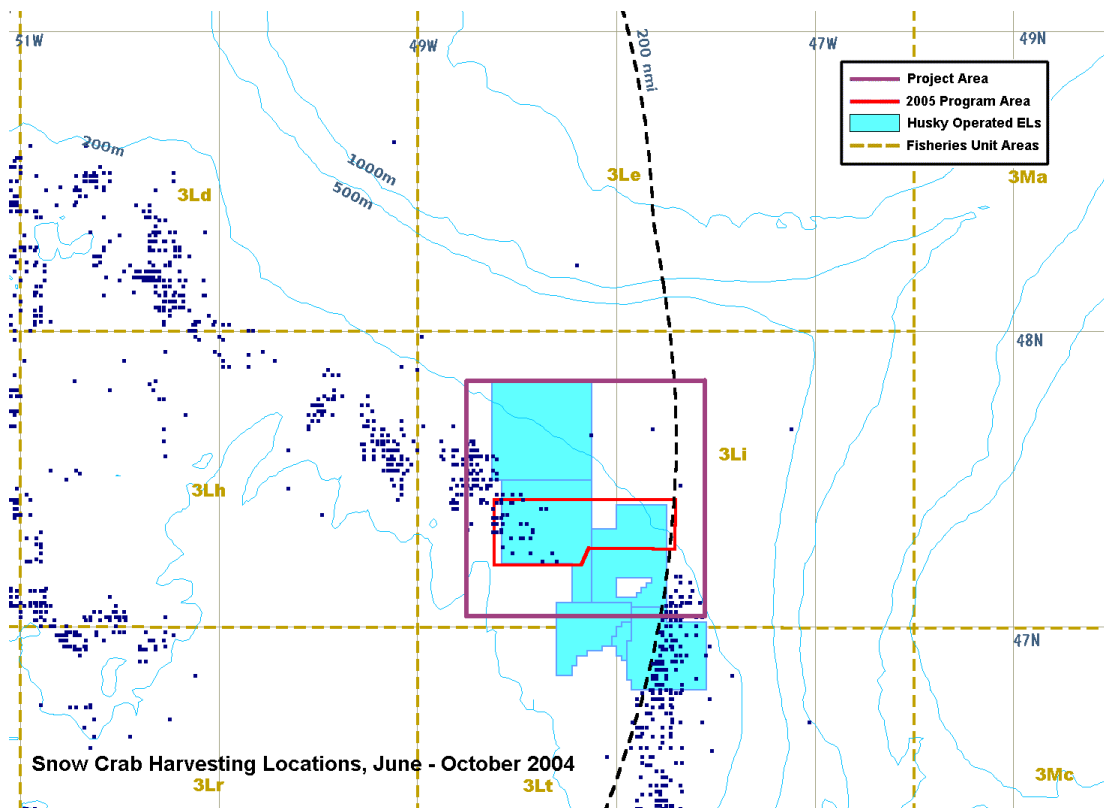 51W
49W
47W
49N
200 nmi
Project Area
2005 Program Area
Husky Operated ELs
Fisheries Unit Areas
200m
1000m
500m
3Ld
3Le
3Ma
48N
3Lh
3Li
47N
Snow Crab Harvesting Locations, June - October 2004
3Lr
3Lt
3Mc